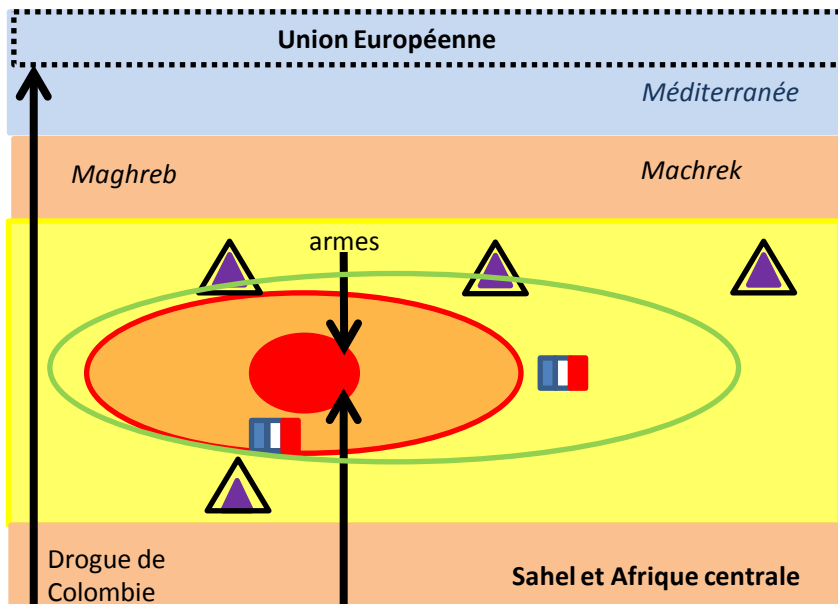 Union Européenne
Méditerranée
Maghreb
Machrek
armes
Drogue de
Colombie
Sahel et Afrique centrale